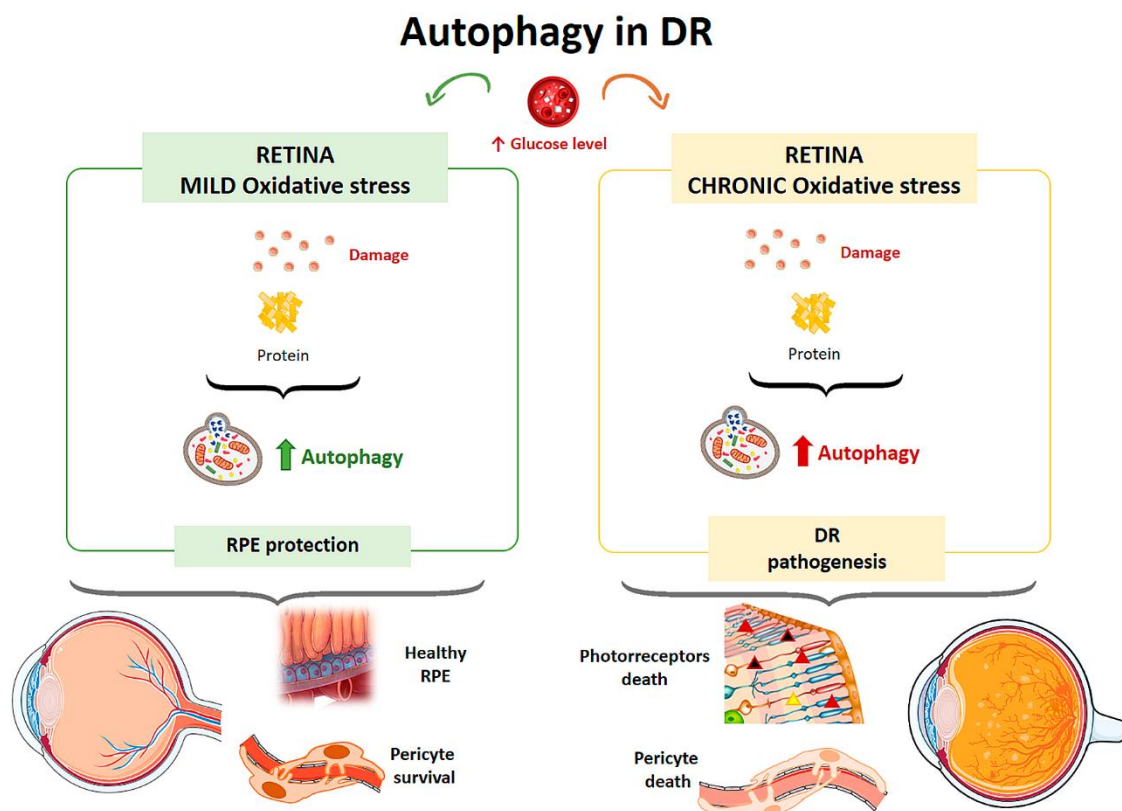 Autophagy in DR
↑ Glucose level
RETINA
MILD Oxidative stress
Damage
Protein
Autophagy
RPE protection
Healthy
RPE
Pericyte
survival
RETINA
CHRONIC Oxidative stress
Damage
Protein
Autophagy
DR
pathogenesis
Photorreceptors
death
Pericyte
death